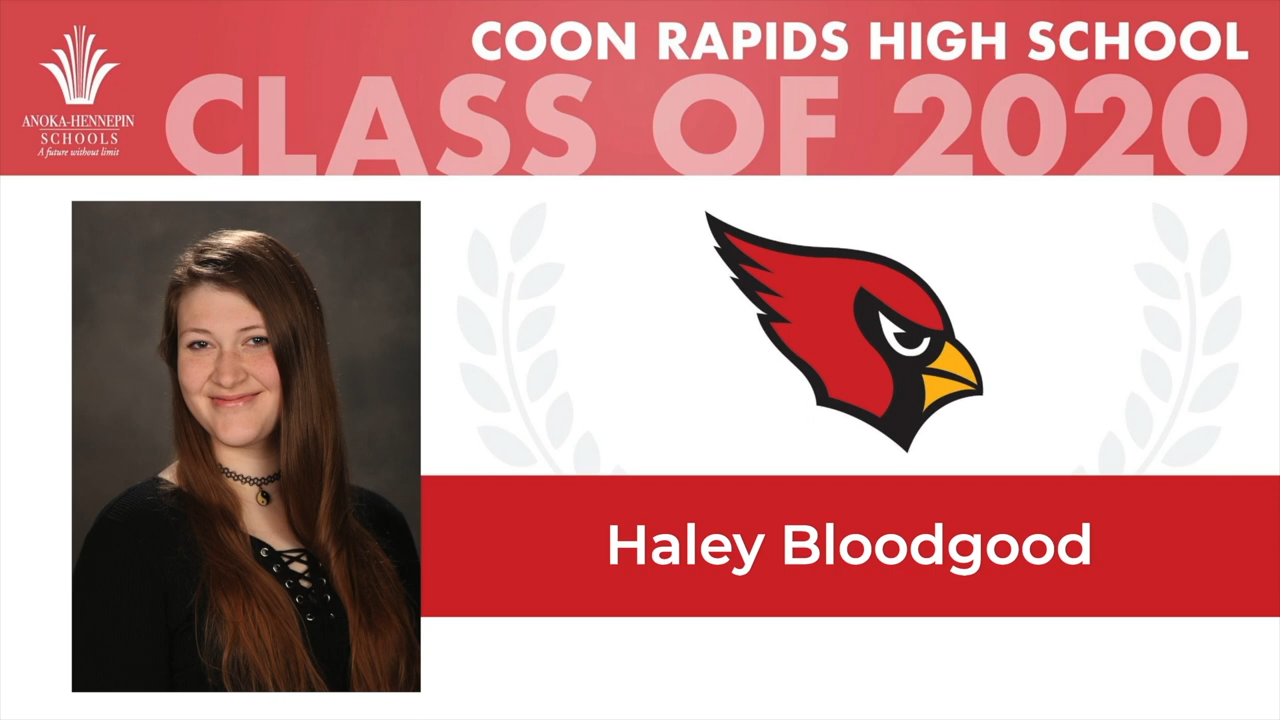 COON RAPIDS HIGH SCHOOL
CLASS OF 2020
ANOKA-HENNEPIN
SCHOOLS
A future without limit
Haley Bloodgood